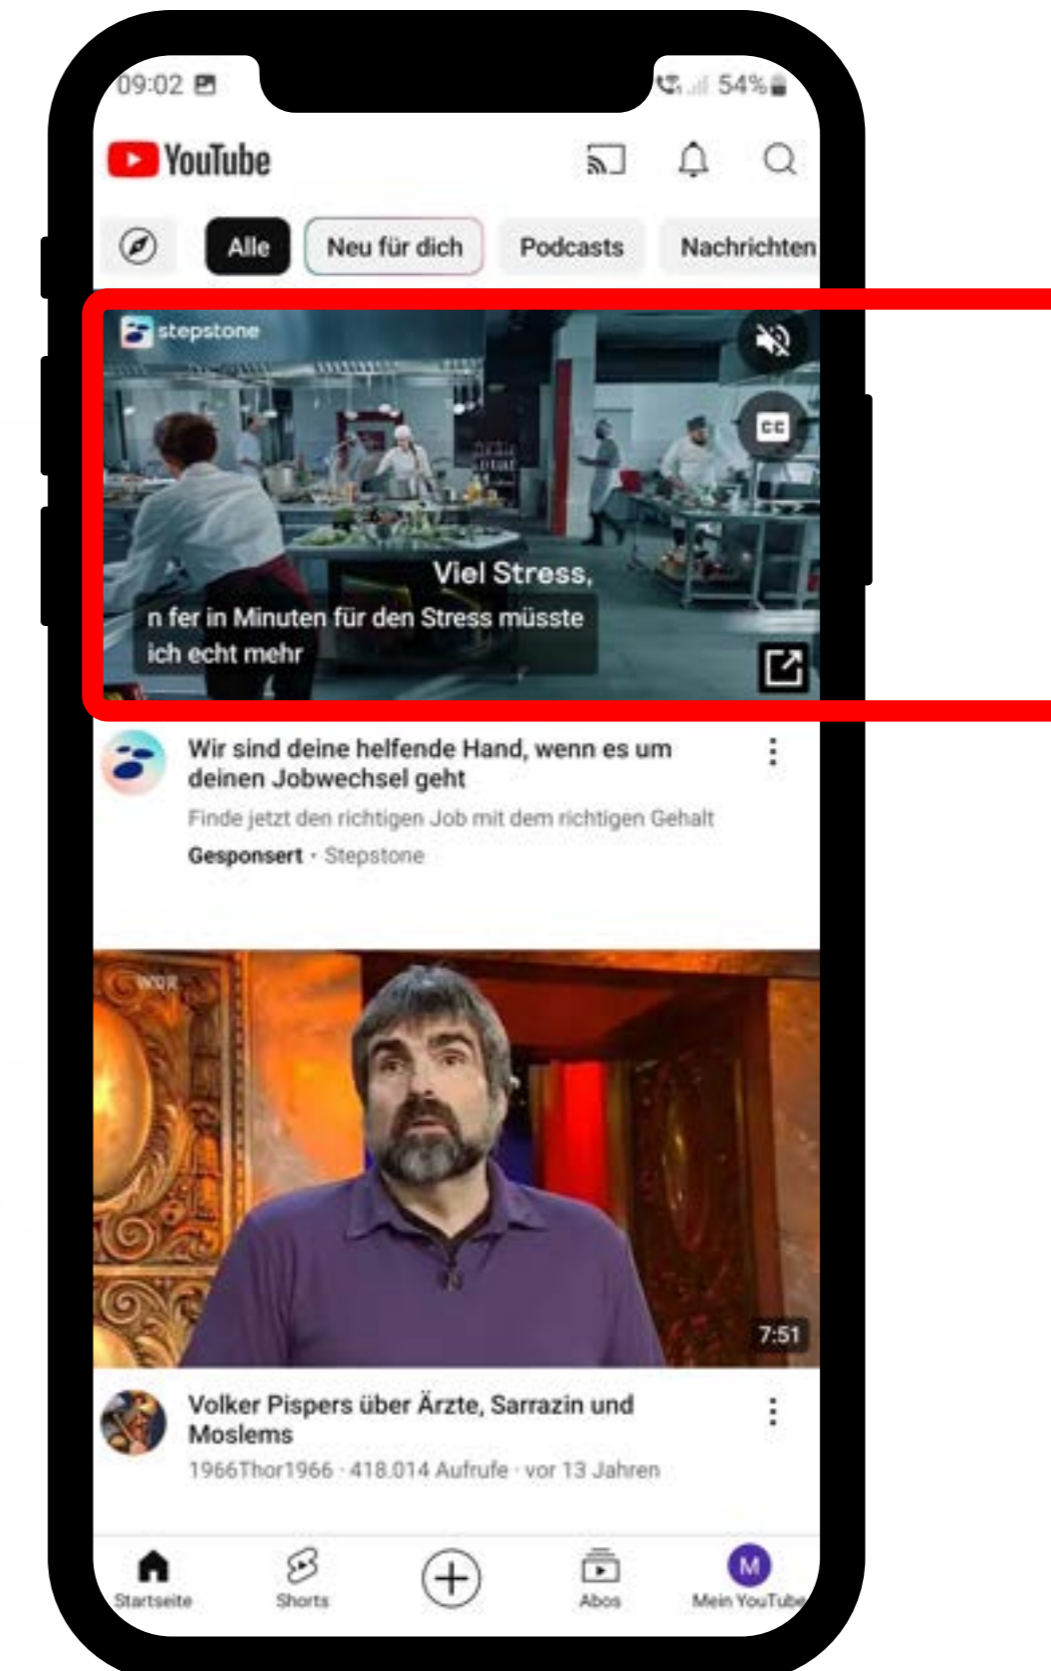 09:02
54%
YouTube
Alle
Neu für dich
Podcasts
Nachrichten
stepstone
CC
Viel Stress,
n fer in Minuten für den Stress müsste
ich echt mehr
Wir sind deine helfende Hand, wenn es um
deinen Jobwechsel geht
Finde jetzt den richtigen Job mit dem richtigen Gehalt
Gesponsert · Stepstone
WDR
7:51
Volker Pispers über Ärzte, Sarrazin und
Moslems
1966Thor1966 · 418.014 Aufrufe · vor 13 Jahren
M
Startseite
Shorts
Abos
Mein YouTube